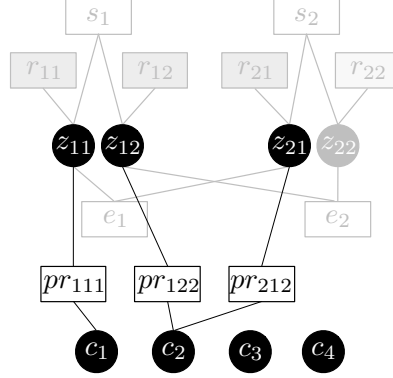 s₁ s₂
r₁₁ r₁₂ r₂₁ r₂₂
z₁₁ z₁₂ z₂₁ z₂₂
e₁ e₂
pr₁₁₁ pr₁₂₂ pr₂₁₂
c₁ c₂ c₃ c₄